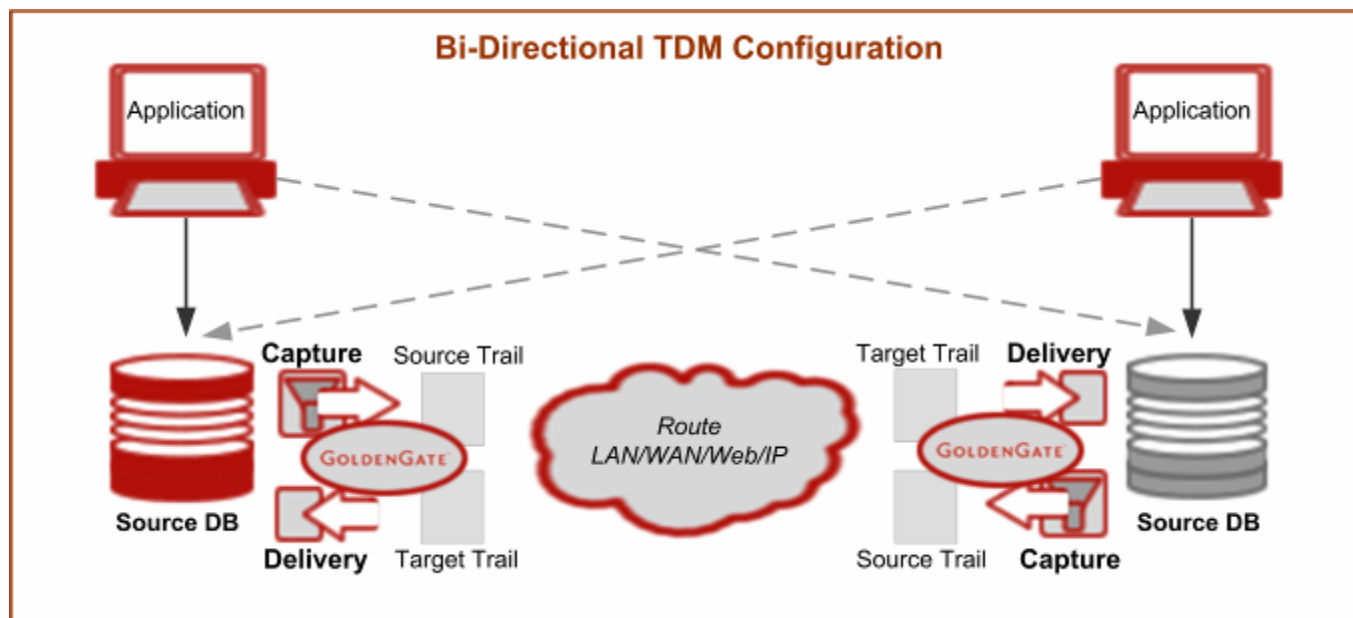 Bi-Directional TDM Configuration
Application
Application
Capture
Source Trail
Target Trail
Delivery
Route
LAN/WAN/Web/IP
GOLDENGATE
GOLDENGATE
Source DB
Source DB
Delivery
Target Trail
Source Trail
Capture